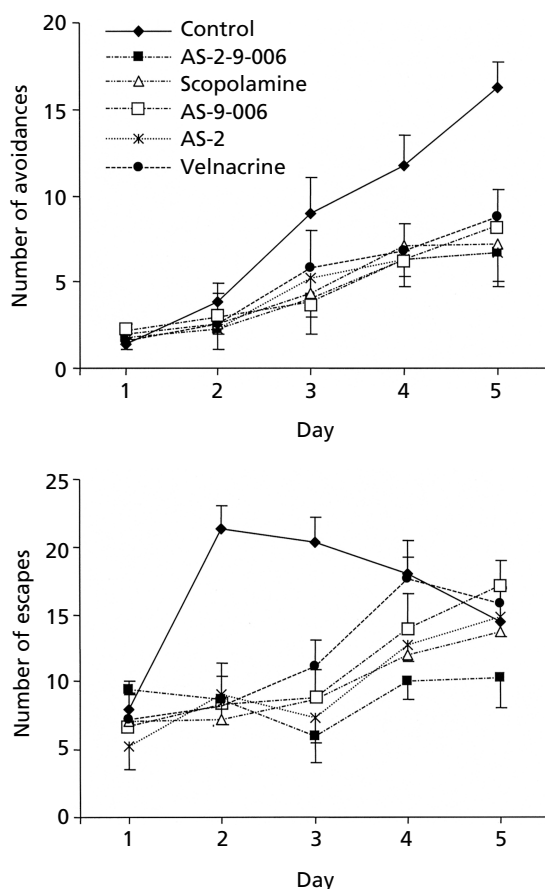 20
15
10
5
0
Number of avoidances
Control
AS-2-9-006
Scopolamine
AS-9-006
AS-2
Velnacrine
1 2 3 4 5
Day
25
20
15
10
5
0
Number of escapes
1 2 3 4 5
Day